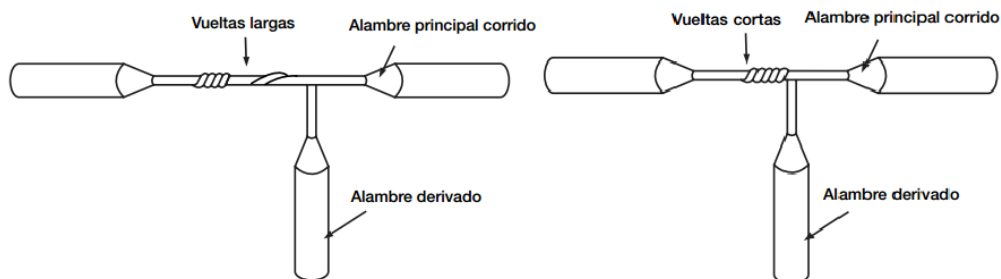 Vueltas largas
Alambre principal corrido
Alambre derivado
Vueltas cortas
Alambre principal corrido
Alambre derivado